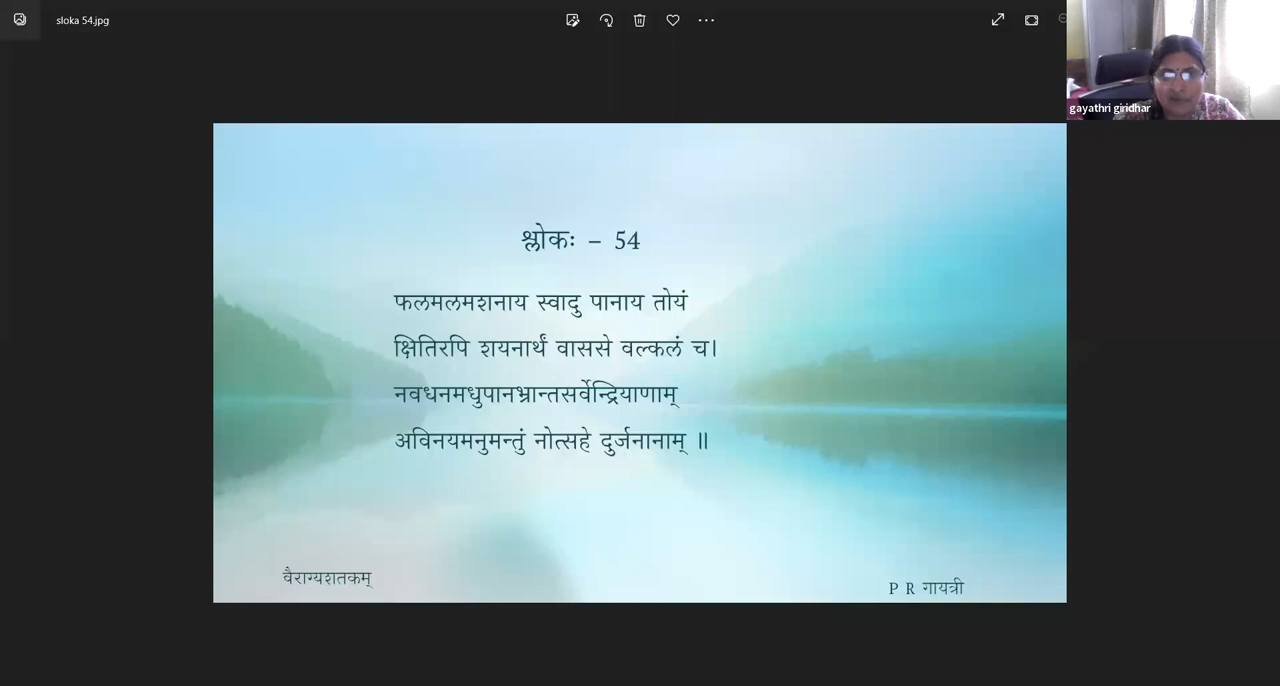 sloka 54.jpg
gayathri giridhar
श्लोकः – 54
फलमलमशनाय स्वादु पानाय तोयं
क्षितिरपि शयनार्थं वाससे वल्कलं च।
नवधनमधुपानभ्रान्तसर्वेन्द्रियाणाम्
अविनयमनुमन्तुं नोत्सहे दुर्जनानाम् ॥
वैराग्यशतकम्
P R गायत्री